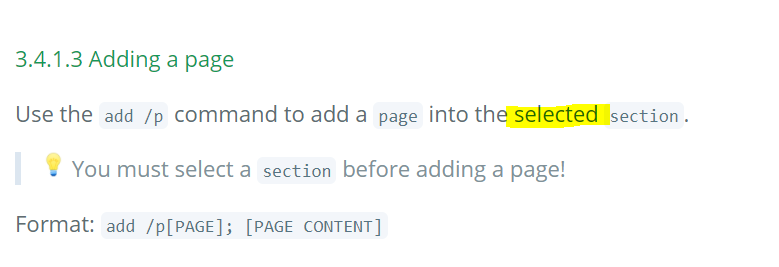 3.4.1.3 Adding a page
Use the add /p command to add a page into the selected section.
You must select a section before adding a page!
Format: add /p[PAGE]; [PAGE CONTENT]